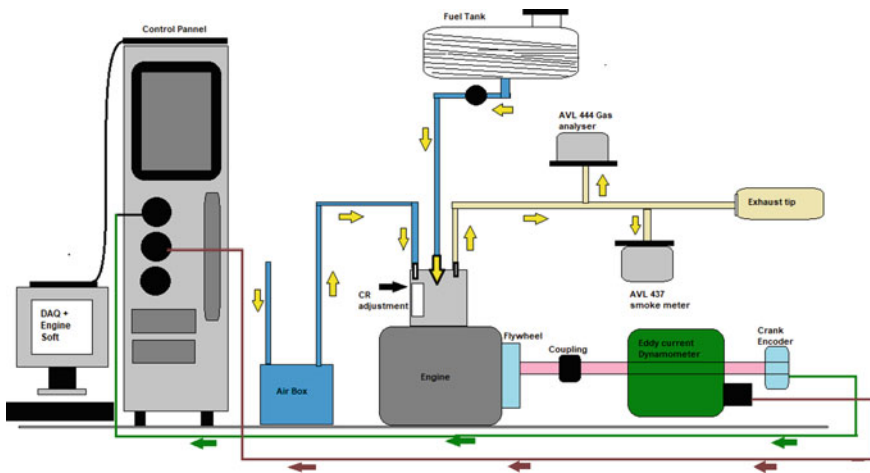 Control Pannel
Fuel Tank
AVL 444 Gas
analyser
Exhaust tip
CR
adjustment
AVL 437
smoke meter
DAQ +
Engine
Soft
Flywheel
Coupling
Eddy current
Dynamometer
Crank
Encoder
Air Box
Engine